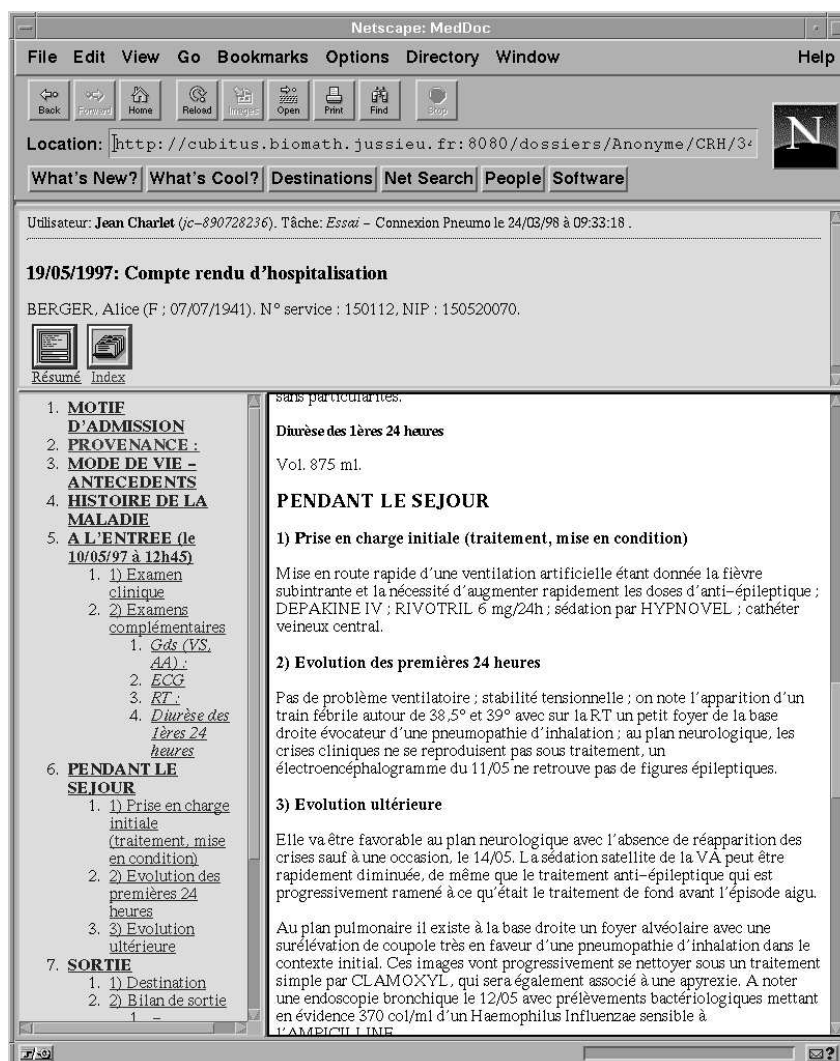 Netscape: MedDoc
File Edit View Go Bookmarks Options Directory Window Help
Back Forward Home Reload Images Open Print Find Stop
Location: http://cubitus.biomath.jussieu.fr:8080/dossiers/Anonyme/CRH/34
N
What's New? What's Cool? Destinations Net Search People Software
Utilisateur: Jean Charlet (jc-890728236). Tâche: Essai - Connexion Pneumo le 24/03/98 à 09:33:18 .
19/05/1997: Compte rendu d'hospitalisation
BERGER, Alice (F ; 07/07/1941). N° service : 150112, NIP : 150520070.
Résumé Index
1. MOTIF
D'ADMISSION
2. PROVENANCE :
3. MODE DE VIE -
ANTECEDENTS
4. HISTOIRE DE LA
MALADIE
5. A L'ENTREE (le
10/05/97 à 12h45)
1. 1) Examen
clinique
2. 2) Examens
complémentaires
1. Gds (VS,
AA) :
2. ECG
3. RT :
4. Diurèse des
1ères 24
heures
6. PENDANT LE
SEJOUR
1. 1) Prise en charge
initiale
(traitement, mise
en condition)
2. 2) Evolution des
premières 24
heures
3. 3) Evolution
ultérieure
7. SORTIE
1. 1) Destination
2. 2) Bilan de sortie
1 -
sans particularités.
Diurèse des 1ères 24 heures
Vol. 875 ml.
PENDANT LE SEJOUR
1) Prise en charge initiale (traitement, mise en condition)
Mise en route rapide d'une ventilation artificielle étant donnée la fièvre
subintrante et la nécessité d'augmenter rapidement les doses d'anti-épileptique ;
DEPAKINE IV ; RIVOTRIL 6 mg/24h ; sédation par HYPNOVEL ; cathéter
veineux central.
2) Evolution des premières 24 heures
Pas de problème ventilatoire ; stabilité tensionnelle ; on note l'apparition d'un
train fébrile autour de 38,5° et 39° avec sur la RT un petit foyer de la base
droite évocateur d'une pneumopathie d'inhalation ; au plan neurologique, les
crises cliniques ne se reproduisent pas sous traitement, un
électroencéphalogramme du 11/05 ne retrouve pas de figures épileptiques.
3) Evolution ultérieure
Elle va être favorable au plan neurologique avec l'absence de réapparition des
crises sauf à une occasion, le 14/05. La sédation satellite de la VA peut être
rapidement diminuée, de même que le traitement anti-épileptique qui est
progressivement ramené à ce qu'était le traitement de fond avant l'épisode aigu.
Au plan pulmonaire il existe à la base droite un foyer alvéolaire avec une
surélévation de coupole très en faveur d'une pneumopathie d'inhalation dans le
contexte initial. Ces images vont progressivement se nettoyer sous un traitement
simple par CLAMOXYL, qui sera également associé à une apyrexie. A noter
une endoscopie bronchique le 12/05 avec prélèvements bactériologiques mettant
en évidence 370 col/ml d'un Haemophilus Influenzae sensible à
l'AMPICILLINE
?